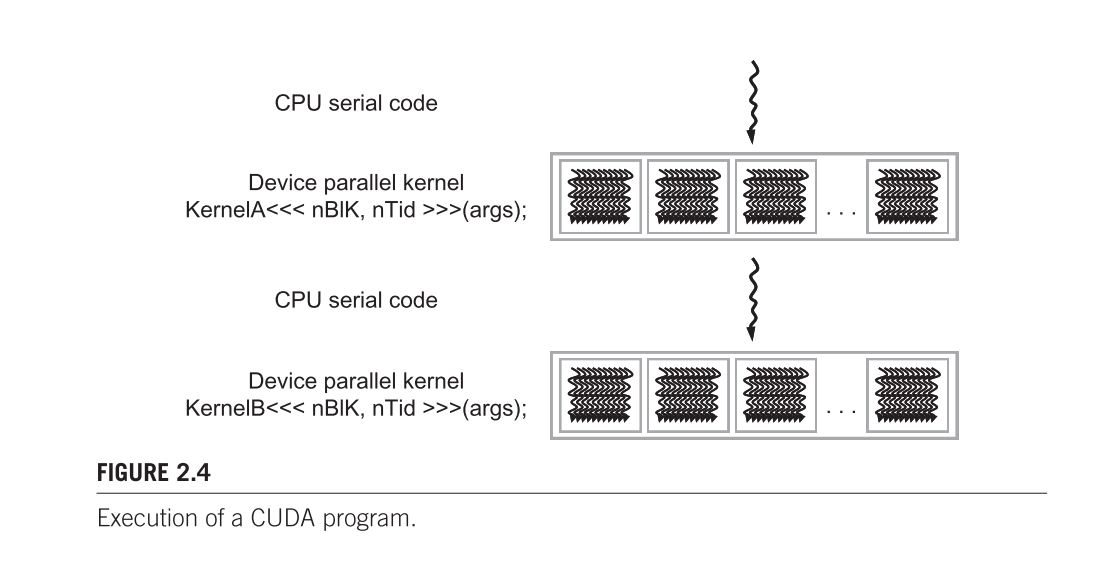 CPU serial code
Device parallel kernel
KernelA<<< nBlK, nTid >>>(args);
. . .
CPU serial code
Device parallel kernel
KernelB<<< nBlK, nTid >>>(args);
. . .
FIGURE 2.4
Execution of a CUDA program.